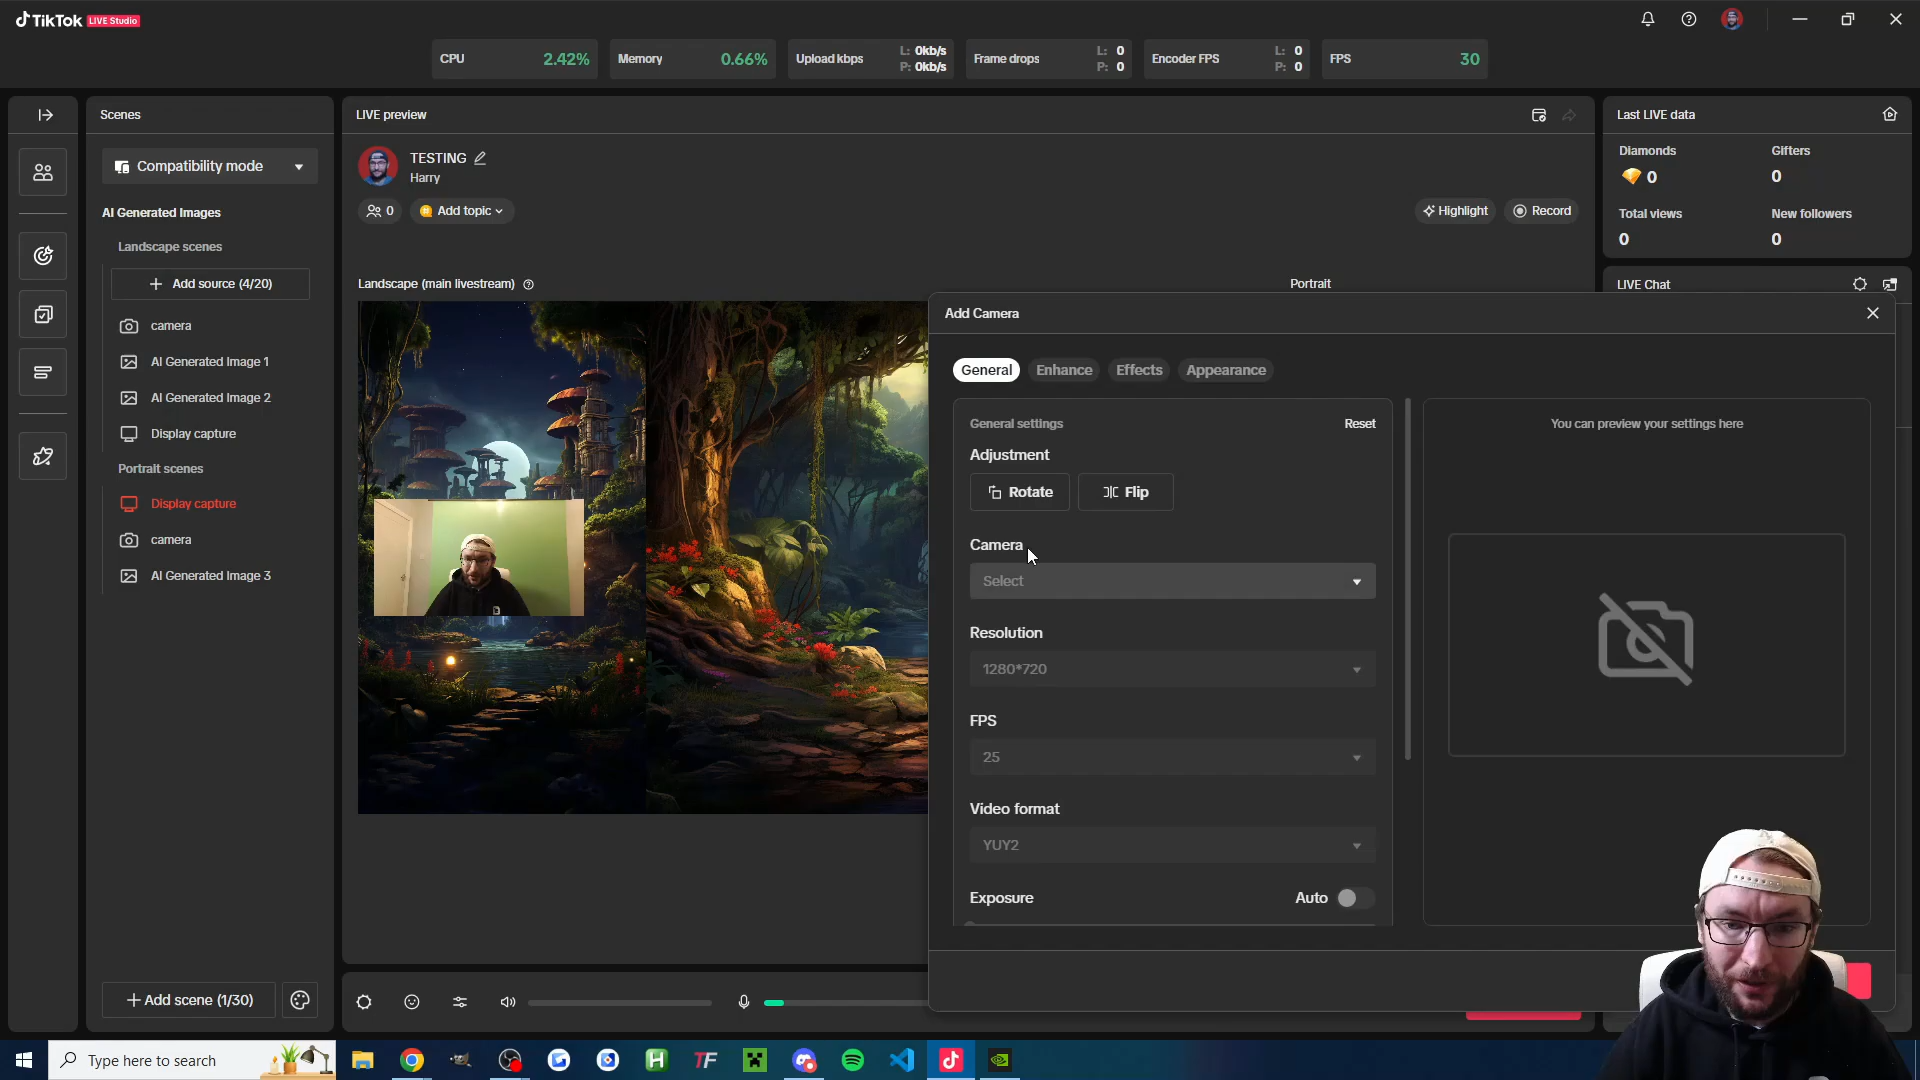 TikTok LIVE Studio
CPU 2.42%
Memory 0.66%
Upload kbps L: 0kb/s P: 0kb/s
Frame drops L: 0 P: 0
Encoder FPS L: 0 P: 0
FPS 30
Scenes
Compatibility mode
AI Generated Images
Landscape scenes
Add source (4/20)
camera
AI Generated Image 1
AI Generated Image 2
Display capture
Portrait scenes
Display capture
camera
AI Generated Image 3
Add scene (1/30)
LIVE preview
TESTING
Harry
0
Add topic
Highlight
Record
Landscape (main livestream)
Portrait
Last LIVE data
Diamonds
0
Gifters
0
Total views
0
New followers
0
LIVE Chat
Add Camera
General Enhance Effects Appearance
General settings Reset
Adjustment
Rotate Flip
Camera
Select
Resolution
1280*720
FPS
25
Video format
YUY2
Exposure Auto
You can preview your settings here
Type here to search
H
TF